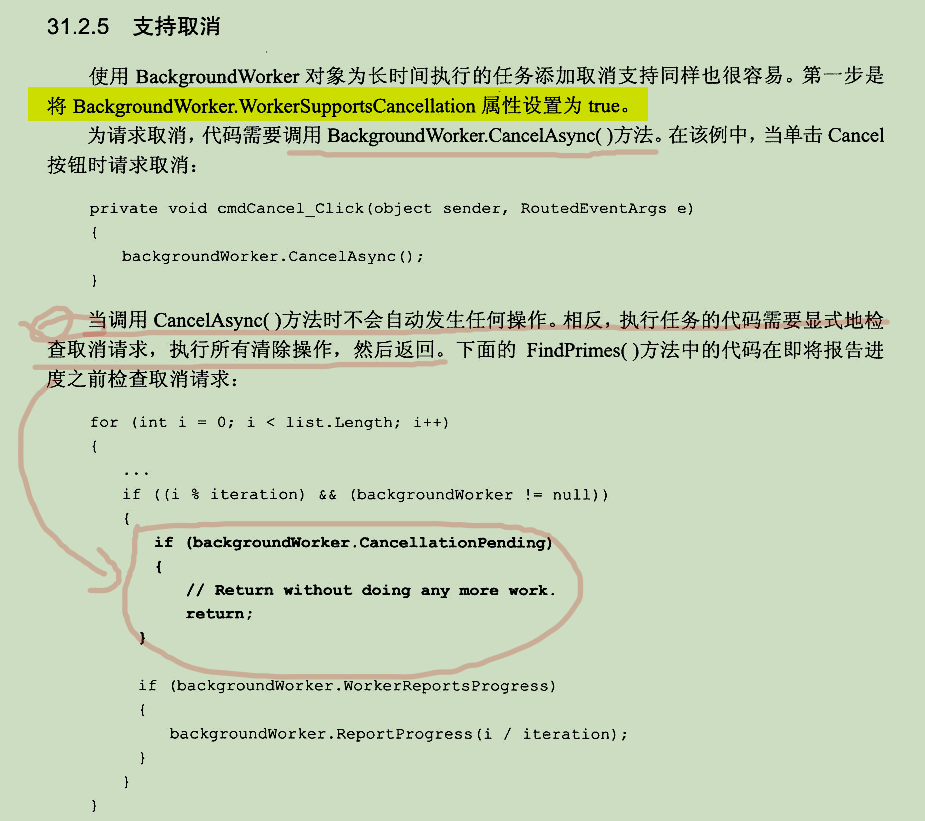 31.2.5 支持取消
使用 BackgroundWorker 对象为长时间执行的任务添加取消支持同样也很容易。第一步是
将 BackgroundWorker.WorkerSupportsCancellation 属性设置为 true。
为请求取消，代码需要调用 BackgroundWorker.CancelAsync( )方法。在该例中，当单击 Cancel
按钮时请求取消：
private void cmdCancel_Click(object sender, RoutedEventArgs e)
{
backgroundWorker.CancelAsync();
}
当调用 CancelAsync( )方法时不会自动发生任何操作。相反，执行任务的代码需要显式地检
查取消请求，执行所有清除操作，然后返回。下面的 FindPrimes( )方法中的代码在即将报告进
度之前检查取消请求：
for (int i = 0; i < list.Length; i++)
{
...
if ((i % iteration) && (backgroundWorker != null))
{
if (backgroundWorker.CancellationPending)
{
// Return without doing any more work.
return;
}
if (backgroundWorker.WorkerReportsProgress)
{
backgroundWorker.ReportProgress(i / iteration);
}
}
}